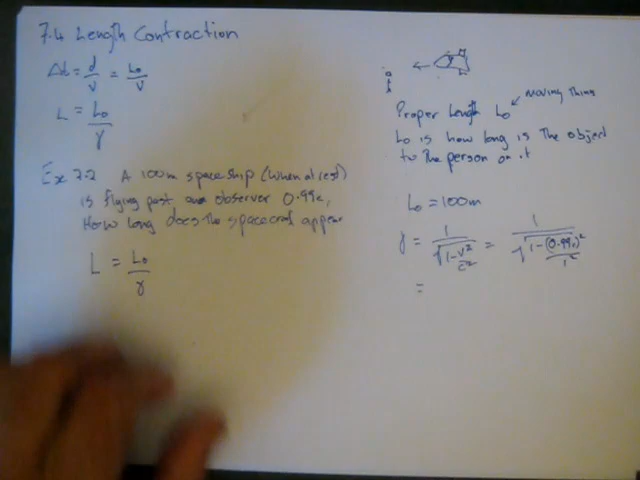 7.4 Length Contraction
Δt = d/v = L₀/v
L = L₀/γ
Proper Length L₀ moving thing
L₀ is how long is the object
to the person on it
Ex 7.2 A 100m spaceship (when at rest)
is flying past an observer 0.99c,
How long does the spacecraft appear
L = L₀/γ
L₀ = 100m
γ = 1/√(1-v²/c²) = 1/√(1-(0.99c)²/c²)
=